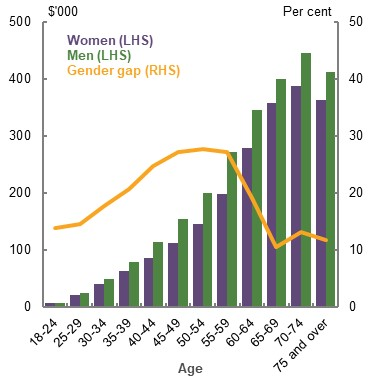 $'000 Per cent
Women (LHS)
Men (LHS)
Gender gap (RHS)
500 50
400 40
300 30
200 20
100 10
0 0
18-24 25-29 30-34 35-39 40-44 45-49 50-54 55-59 60-64 65-69 70-74 75 and over
Age